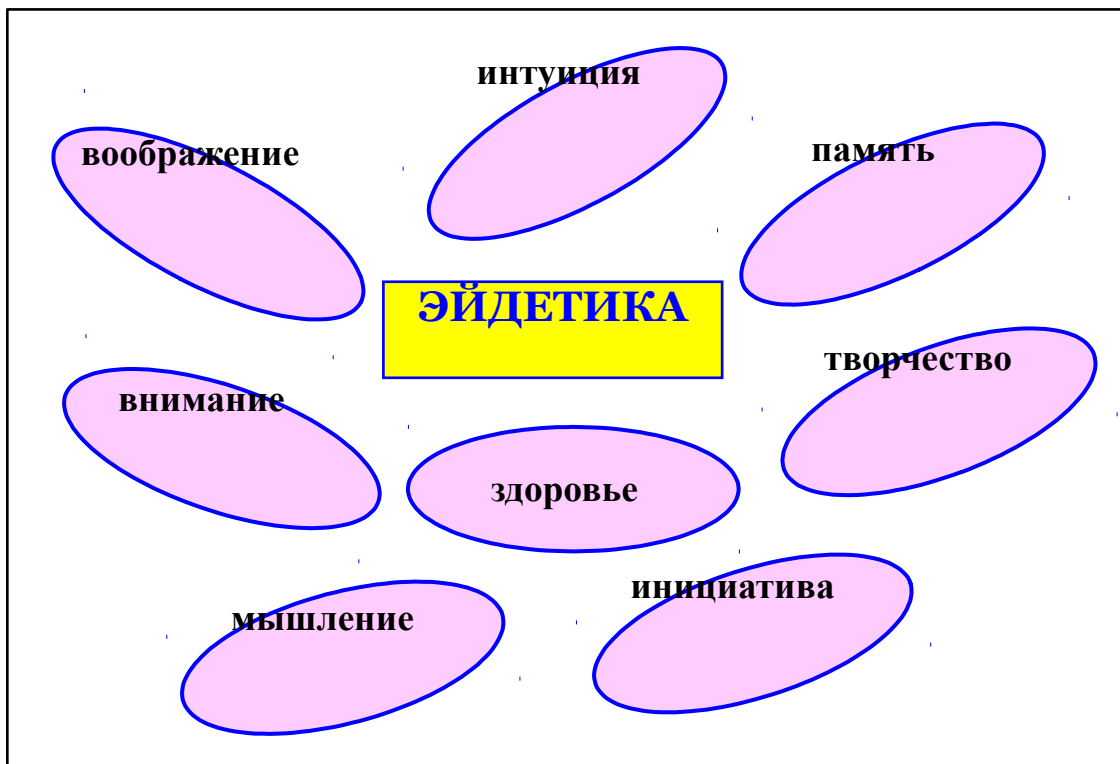 интуиция
воображение
память
ЭЙДЕТИКА
творчество
внимание
здоровье
инициатива
мышление